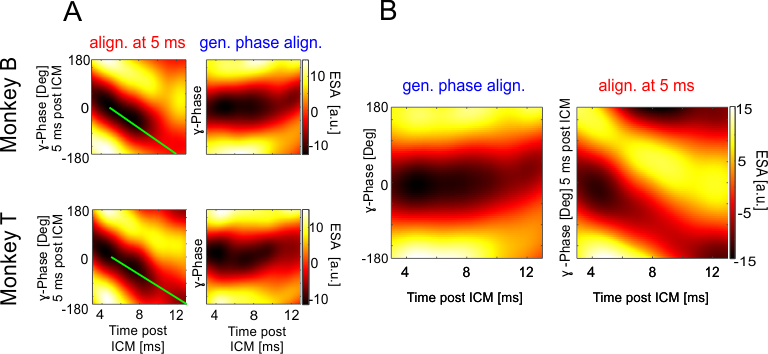 A
align. at 5 ms
gen. phase align.
Monkey B
γ-Phase [Deg]
5 ms post ICM
180
0
-180
γ-Phase
10
0
-10
ESA [a.u.]
Monkey T
γ-Phase [Deg]
5 ms post ICM
180
0
-180
4 8 12
Time post
ICM [ms]
γ-Phase
4 8 12
Time post
ICM [ms]
10
0
-10
ESA [a.u.]
B
gen. phase align.
align. at 5 ms
γ-Phase [Deg]
180
0
-180
4 6 8 10 12
Time post ICM [ms]
γ-Phase [Deg] 5 ms post ICM
4 6 8 10 12
Time post ICM [ms]
15
5
-5
-15
ESA [a.u.]